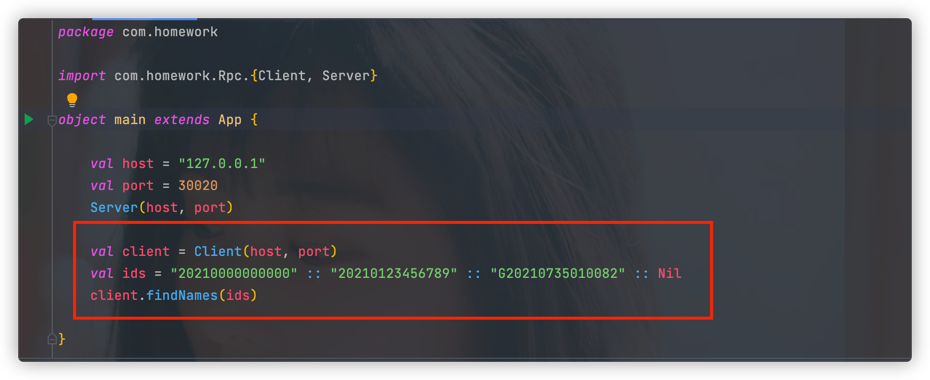 package com.homework
import com.homework.Rpc.{Client, Server}
object main extends App {
val host = "127.0.0.1"
val port = 30020
Server(host, port)
val client = Client(host, port)
val ids = "20210000000000" :: "20210123456789" :: "G20210735010082" :: Nil
client.findNames(ids)
}